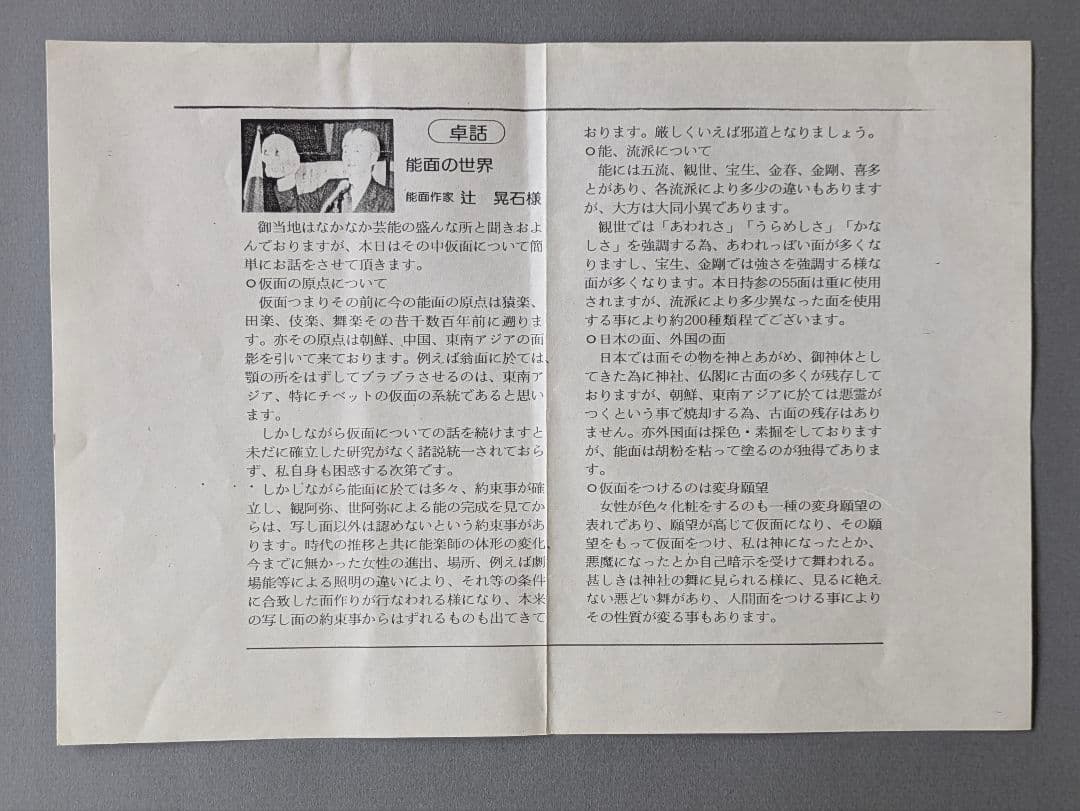 卓話
能面の世界
能面作家 辻　晃石様
御当地はなかなか芸能の盛んな所と聞きおよ
んでおりますが、本日はその中仮面について簡
単にお話をさせて頂きます。
○仮面の原点について
仮面つまりその前に今の能面の原点は猿楽、
田楽、伎楽、舞楽その昔千数百年前に遡りま
す。亦その原点は朝鮮、中国、東南アジアの面
影を引いて来ております。例えば翁面に於ては、
顎の所をはずしてブラブラさせるのは、東南ア
ジア、特にチベットの仮面の系統であると思い
ます。
しかしながら仮面についての話を続けますと
未だに確立した研究がなく諸説統一されておら
ず、私自身も困惑する次第です。
しかしながら能面に於ては多々、約束事が確
立し、観阿弥、世阿弥による能の完成を見てか
らは、写し面以外は認めないという約束事があ
ります。時代の推移と共に能楽師の体形の変化、
今までに無かった女性の進出、場所、例えば劇
場能等による照明の違いにより、それ等の条件
に合致した面作りが行なわれる様になり、本来
の写し面の約束事からはずれるものも出てきて
おります。厳しくいえば邪道となりましょう。
○能、流派について
能には五流、観世、宝生、金春、金剛、喜多
とがあり、各流派により多少の違いもあります
が、大方は大同小異であります。
観世では「あわれさ」「うらめしさ」「かな
しさ」を強調する為、あわれっぽい面が多くな
りますし、宝生、金剛では強さを強調する様な
面が多くなります。本日持参の55面は重に使用
されますが、流派により多少異なった面を使用
する事により約200種類程でございます。
○日本の面、外国の面
日本では面その物を神とあがめ、御神体とし
てきた為に神社、仏閣に古面の多くが残存して
おりますが、朝鮮、東南アジアに於ては悪霊が
つくという事で焼却する為、古面の残存はあり
ません。亦外国面は採色・素掘をしております
が、能面は胡粉を粘って塗るのが独得でありま
す。
○仮面をつけるのは変身願望
女性が色々化粧をするのも一種の変身願望の
表れであり、願望が高じて仮面になり、その願
望をもって仮面をつけ、私は神になったとか、
悪魔になったとか自己暗示を受けて舞われる。
甚しきは神社の舞に見られる様に、見るに絶え
ない悪どい舞があり、人間面をつける事により
その性質が変る事もあります。